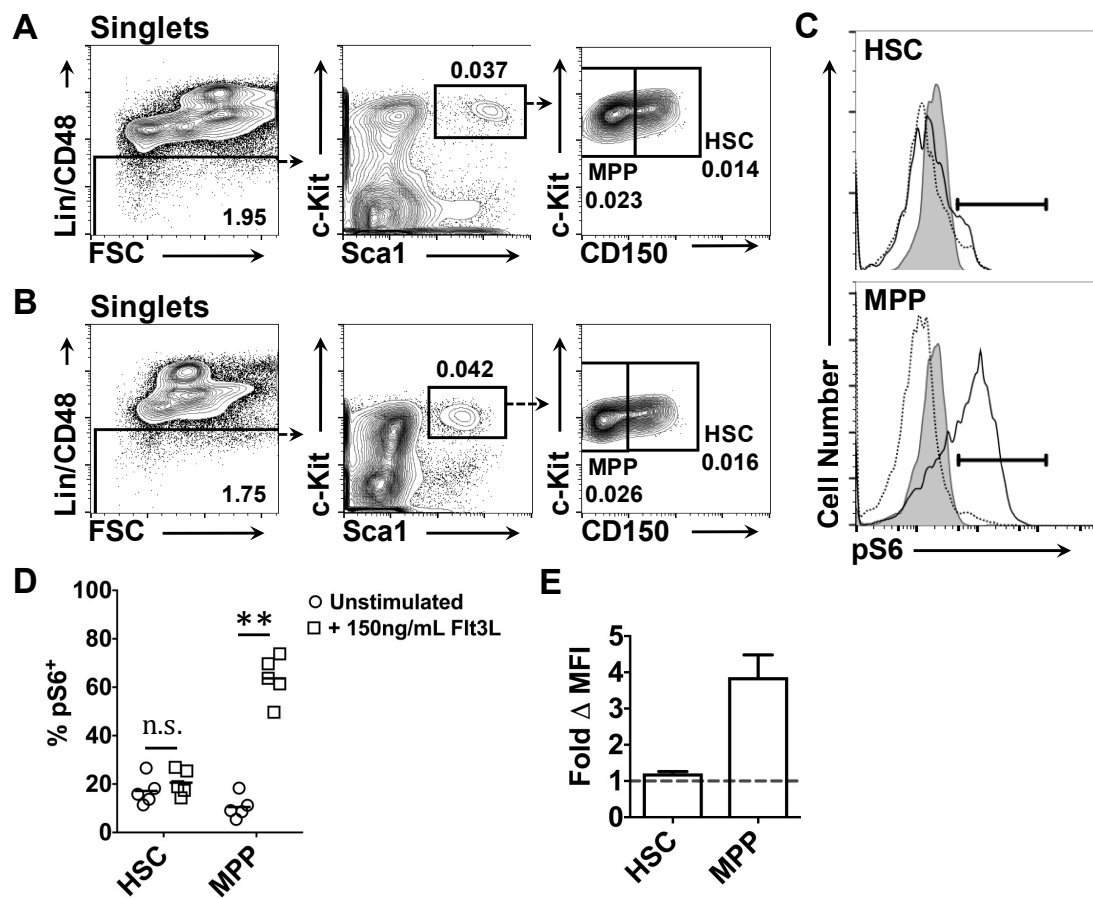 A
Singlets
Lin/CD48
1.95
FSC
0.037
c-Kit
Sca1
c-Kit
HSC
0.014
MPP
0.023
CD150
B
Singlets
Lin/CD48
1.75
FSC
0.042
c-Kit
Sca1
c-Kit
HSC
0.016
MPP
0.026
CD150
C
HSC
MPP
Cell Number
pS6
D
% pS6+
100
80
60
40
20
0
n.s.
**
HSC
MPP
Unstimulated
+ 150ng/mL Flt3L
E
Fold Δ MFI
5
4
3
2
1
0
HSC
MPP